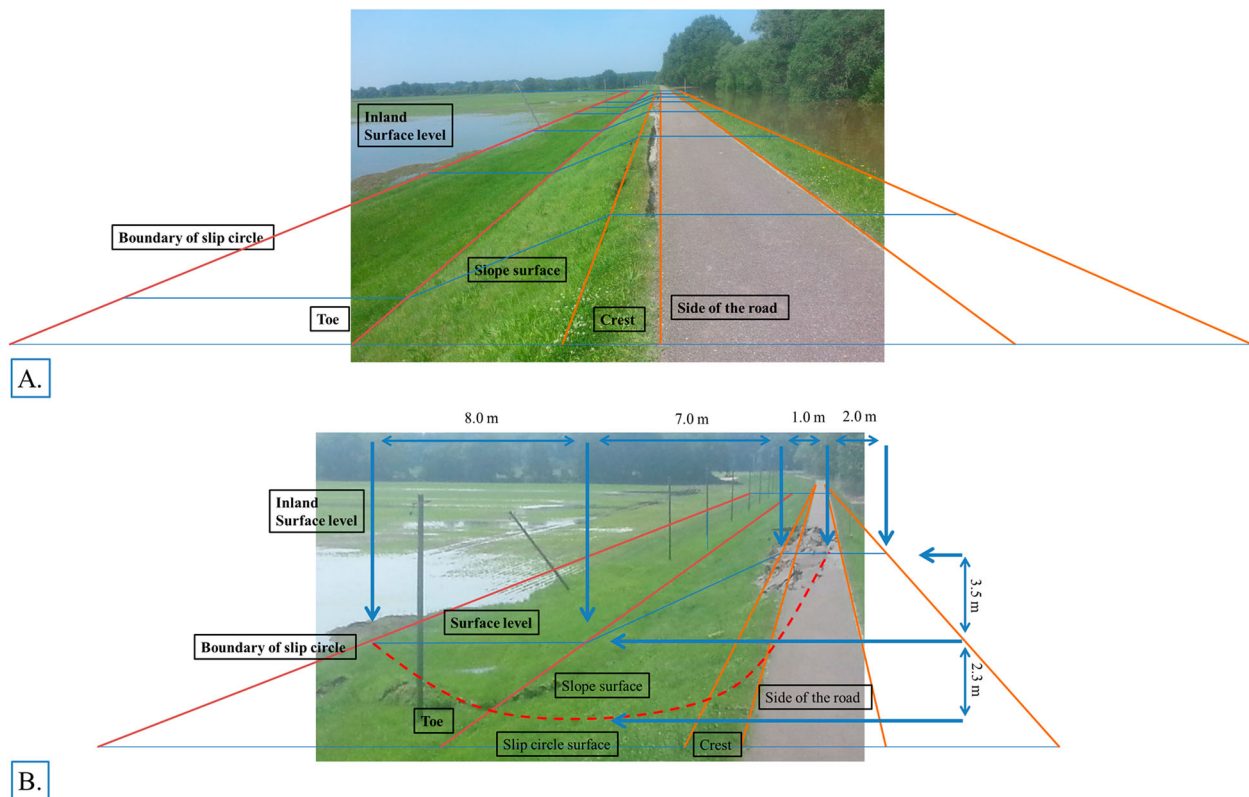 Inland
Surface level
Boundary of slip circle
Slope surface
Toe
Crest
Side of the road
A.
8.0 m
7.0 m
1.0 m
2.0 m
Inland
Surface level
3.5 m
Surface level
Boundary of slip circle
2.3 m
Slope surface
Side of the road
Toe
Slip circle surface
Crest
B.